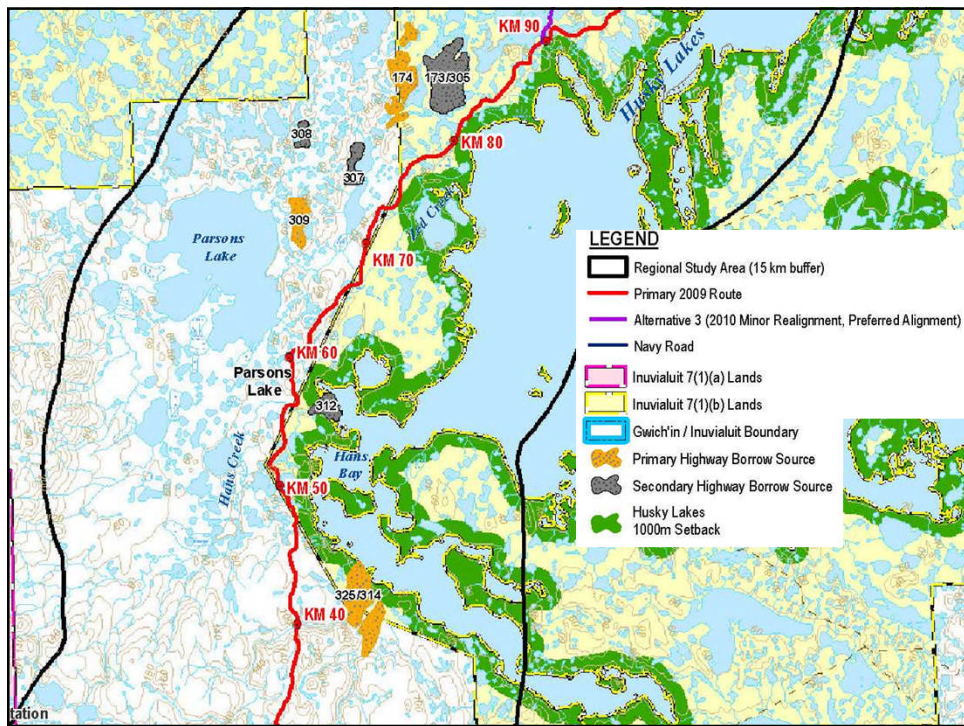 KM 90
Husky Lakes
174
173/305
308
KM 80
307
309
Zed Creek
Parsons
Lake
KM 70
LEGEND
Regional Study Area (15 km buffer)
Primary 2009 Route
Alternative 3 (2010 Minor Realignment, Preferred Alignment)
Navy Road
Inuvialuit 7(1)(a) Lands
Inuvialuit 7(1)(b) Lands
Gwich'in / Inuvialuit Boundary
Primary Highway Borrow Source
Secondary Highway Borrow Source
Husky Lakes
1000m Setback
KM 60
Parsons
Lake
312
Hans Creek
Hans
Bay
KM 50
325/314
KM 40
tation